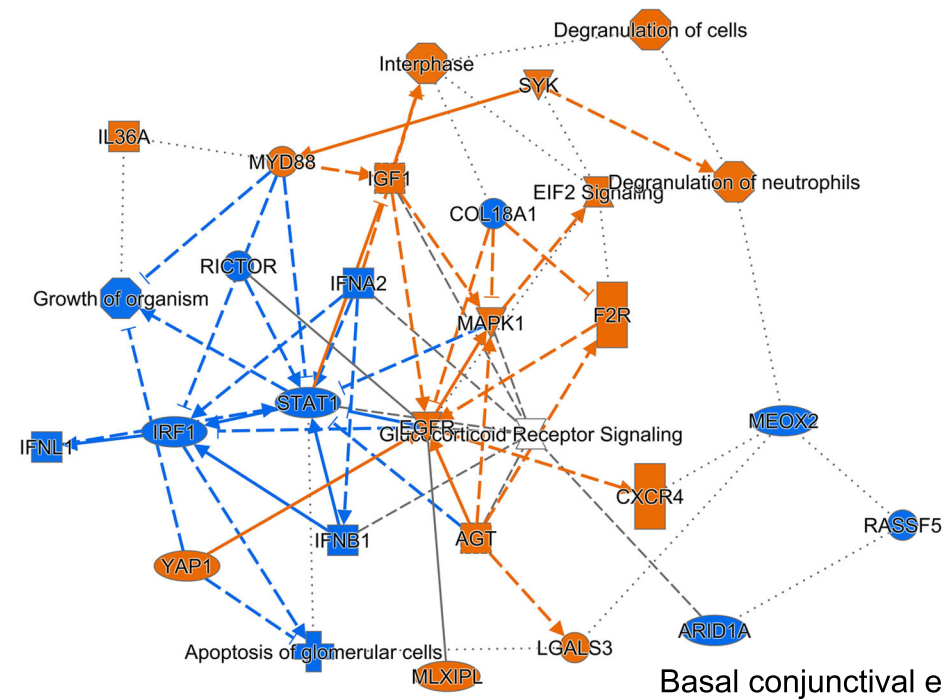 Degranulation of cells
Interphase
SYK
IL36A
MYD88
IGF1
EIF2 Signaling
Degranulation of neutrophils
COL18A1
RICTOR
IFNA2
Growth of organism
MAPK1
F2R
STAT1
MEOX2
EGFR
IRF1
Glucocorticoid Receptor Signaling
IFNL1
CXCR4
RASSF5
IFNB1
AGT
YAP1
ARID1A
Apoptosis of glomerular cells
LGALS3
MLXIPL
Basal conjunctival e